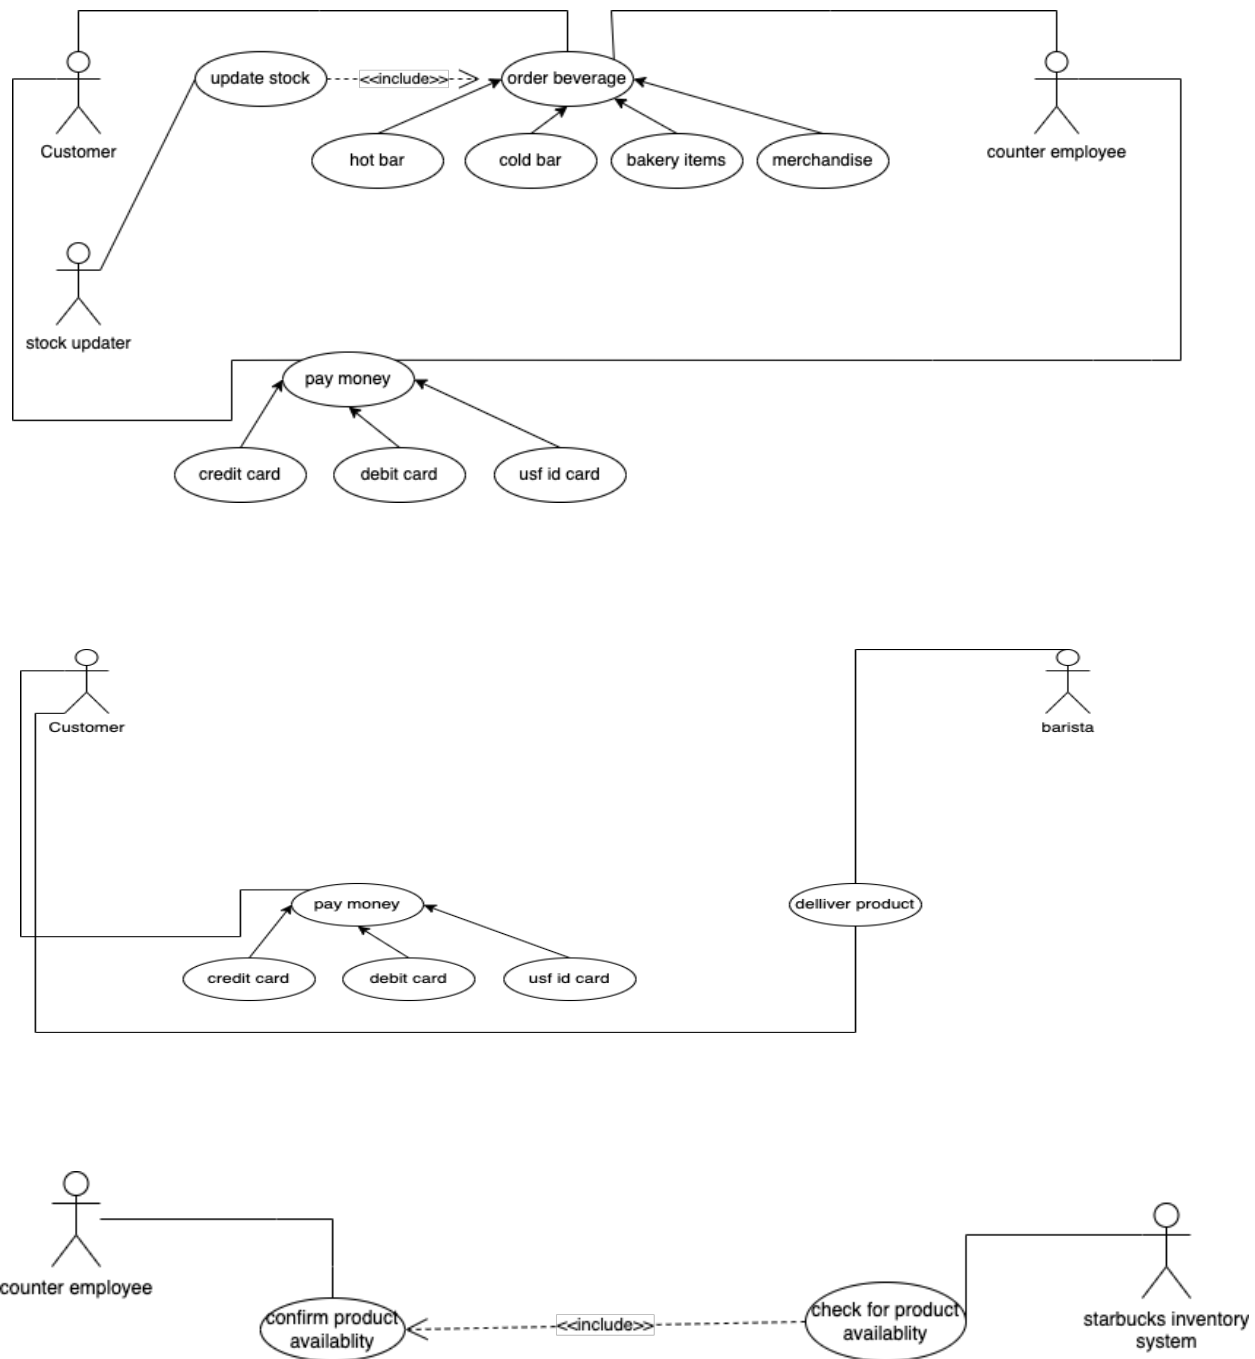 update stock
<<include>>
order beverage
Customer
hot bar
cold bar
bakery items
merchandise
counter employee
stock updater
pay money
credit card
debit card
usf id card
Customer
barista
pay money
delliver product
credit card
debit card
usf id card
counter employee
confirm product
availablity
<<include>>
check for product
availablity
starbucks inventory
system